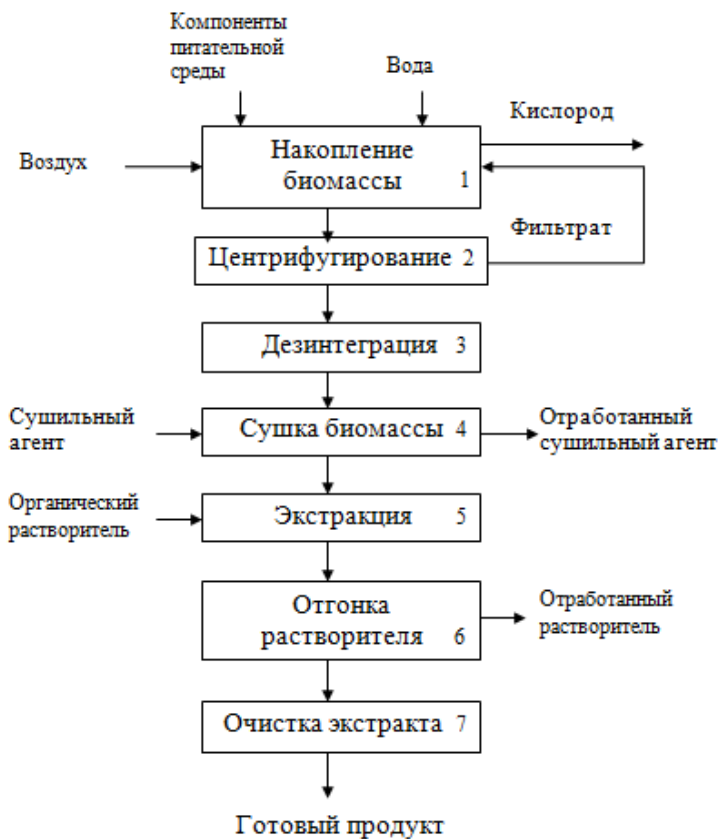 Компоненты
питательной
среды
Вода
Кислород
Воздух
Накопление
биомассы 1
Фильтрат
Центрифугирование 2
Дезинтеграция 3
Сушильный
агент
Сушка биомассы 4
Отработанный
сушильный агент
Органический
растворитель
Экстракция 5
Отгонка
растворителя 6
Отработанный
растворитель
Очистка экстракта 7
Готовый продукт